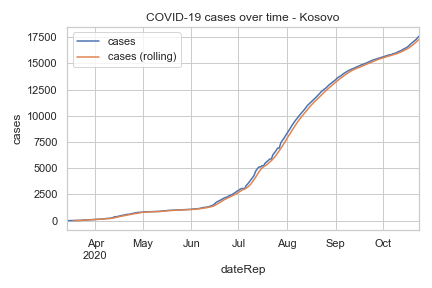 COVID-19 cases over time - Kosovo
cases
cases (rolling)
17500
15000
12500
10000
7500
5000
2500
0
cases
Apr
2020
May
Jun
Jul
Aug
Sep
Oct
dateRep